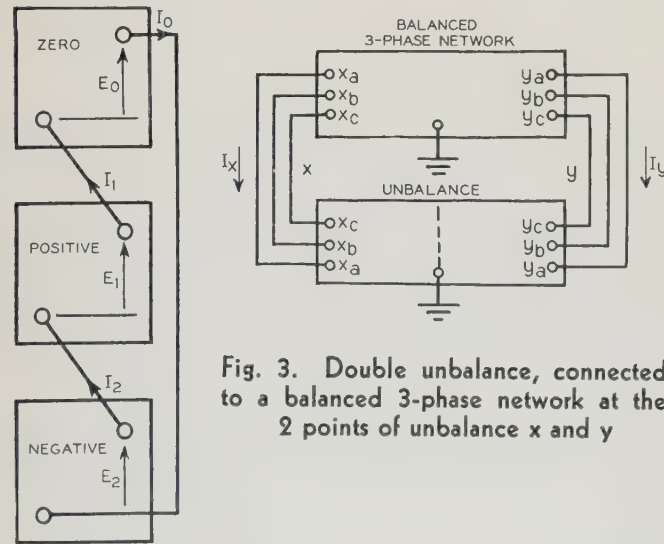 ZERO
I0
E0
I1
POSITIVE
E1
I2
NEGATIVE
E2
BALANCED
3-PHASE NETWORK
xa
xb
xc
ya
yb
yc
Ix
x
y
Iy
UNBALANCE
xc
xb
xa
yc
yb
ya
Fig. 3. Double unbalance, connected
to a balanced 3-phase network at the
2 points of unbalance x and y